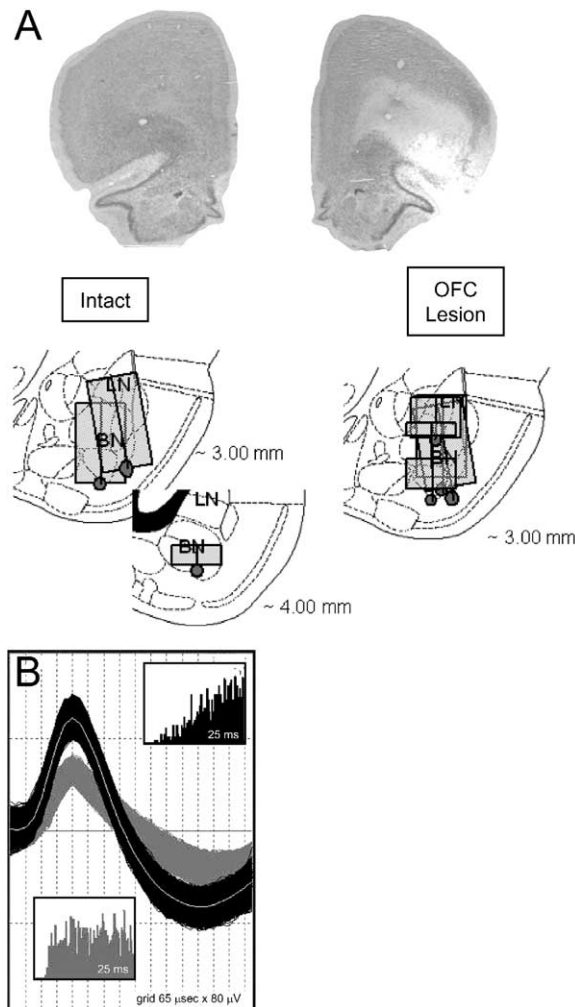 A
Intact
OFC
Lesion
LN
BN
~ 3.00 mm
LN
BN
~ 4.00 mm
LN
BN
~ 3.00 mm
B
25 ms
25 ms
grid 65 µsec x 80 µV